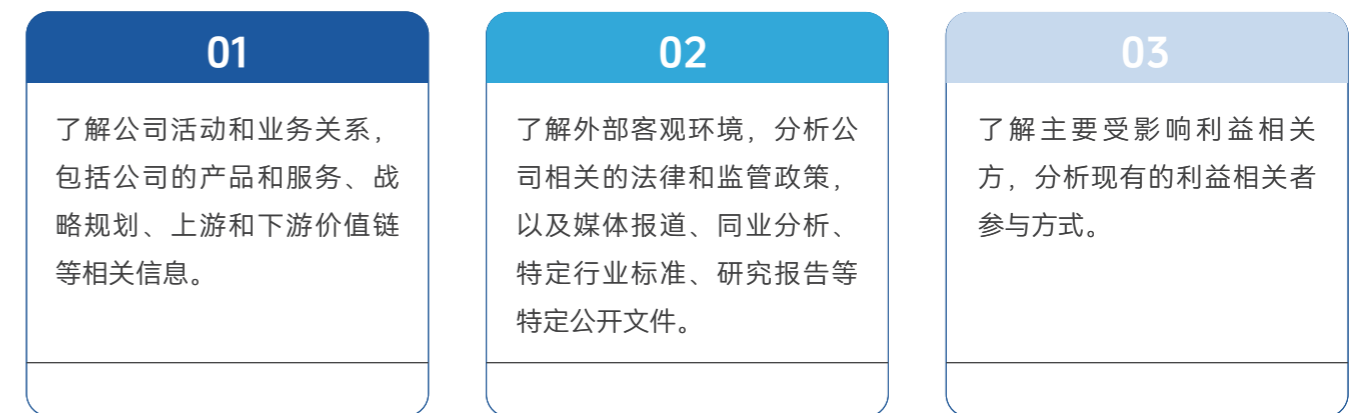 01
了解公司活动和业务关系，
包括公司的产品和服务、战
略规划、上游和下游价值链
等相关信息。
02
了解外部客观环境，分析公
司相关的法律和监管政策，
以及媒体报道、同业分析、
特定行业标准、研究报告等
特定公开文件。
03
了解主要受影响利益相关
方，分析现有的利益相关者
参与方式。